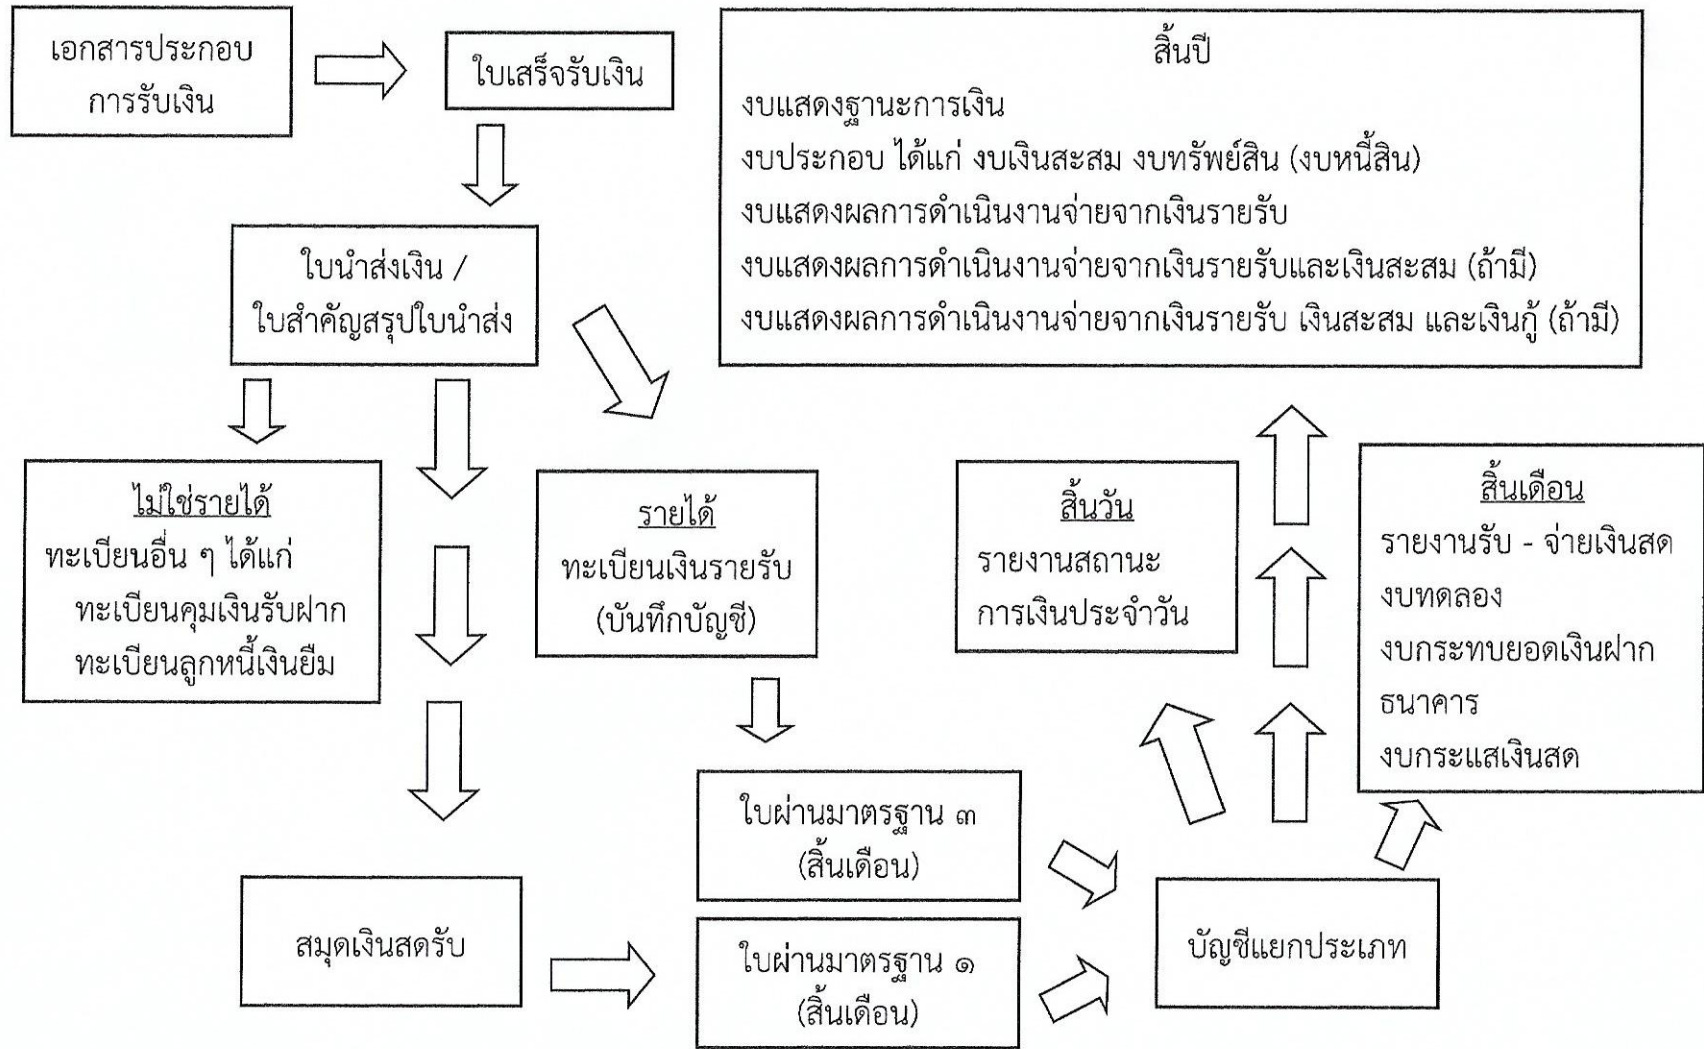 เอกสารประกอบ
การรับเงิน
ใบเสร็จรับเงิน
สิ้นปี
งบแสดงฐานะการเงิน
งบประกอบ ได้แก่ งบเงินสะสม งบทรัพย์สิน (งบหนี้สิน)
งบแสดงผลการดำเนินงานจ่ายจากเงินรายรับ
งบแสดงผลการดำเนินงานจ่ายจากเงินรายรับและเงินสะสม (ถ้ามี)
งบแสดงผลการดำเนินงานจ่ายจากเงินรายรับ เงินสะสม และเงินกู้ (ถ้ามี)
ใบนำส่งเงิน /
ใบสำคัญสรุปใบนำส่ง
ไม่ใช่รายได้
ทะเบียนอื่น ๆ ได้แก่
ทะเบียนคุมเงินรับฝาก
ทะเบียนลูกหนี้เงินยืม
รายได้
ทะเบียนเงินรายรับ
(บันทึกบัญชี)
สิ้นวัน
รายงานสถานะ
การเงินประจำวัน
สิ้นเดือน
รายงานรับ - จ่ายเงินสด
งบทดลอง
งบกระทบยอดเงินฝาก
ธนาคาร
งบกระแสเงินสด
ใบผ่านมาตรฐาน ๓
(สิ้นเดือน)
สมุดเงินสดรับ
ใบผ่านมาตรฐาน ๑
(สิ้นเดือน)
บัญชีแยกประเภท